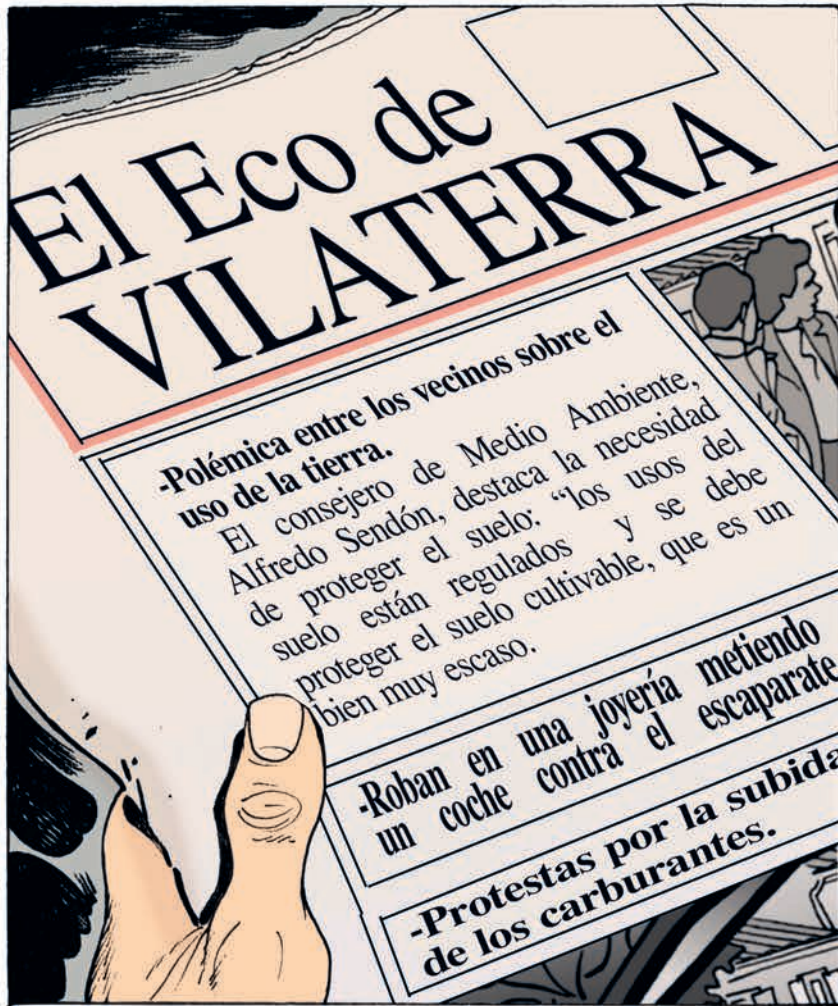 El Eco de
VILATERRA
-Polémica entre los vecinos sobre el
uso de la tierra.
El consejero de Medio Ambiente,
Alfredo Sendón, destaca la necesidad
de proteger el suelo: “los usos del
suelo están regulados y se debe
proteger el suelo cultivable, que es un
bien muy escaso.
-Roban en una joyería metiendo
un coche contra el escaparate
-Protestas por la subida
de los carburantes.